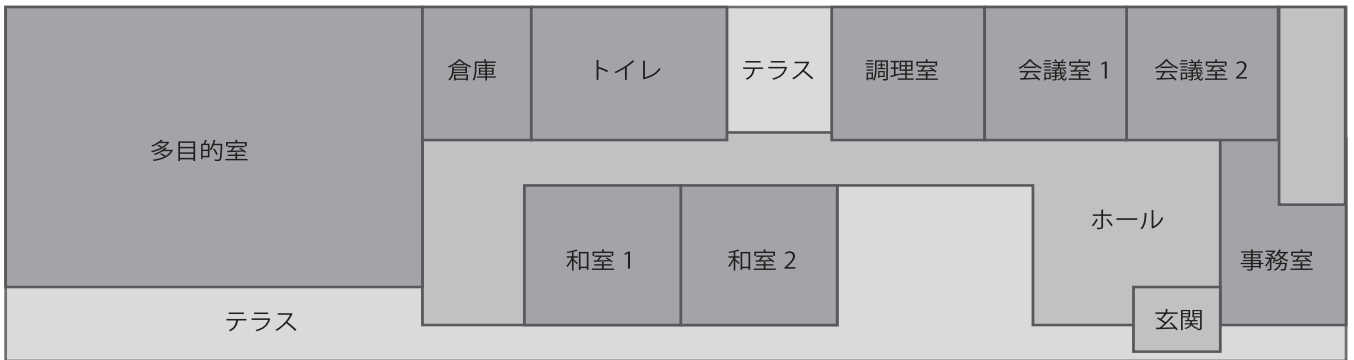 倉庫
トイレ
テラス
調理室
会議室 1
会議室 2
多目的室
ホール
和室 1
和室 2
事務室
テラス
玄関